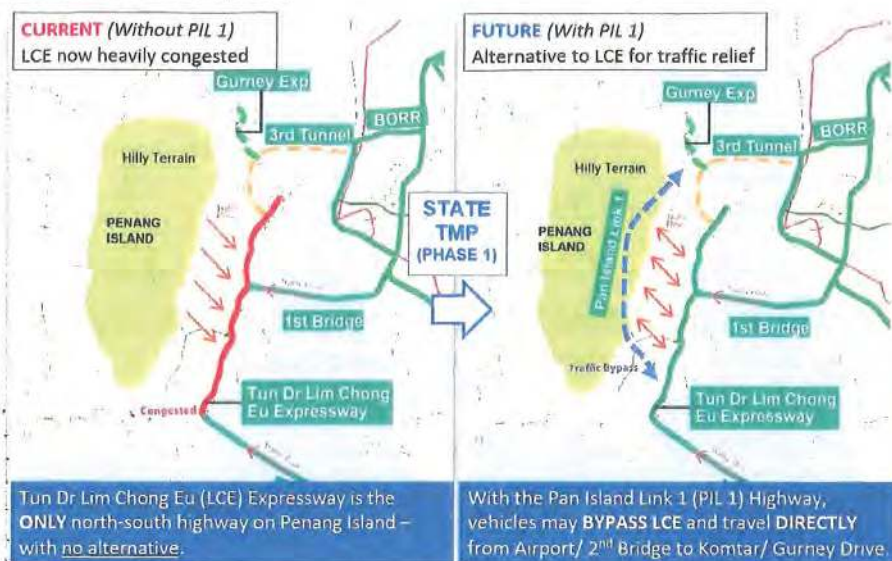 CURRENT (Without PIL 1)
LCE now heavily congested
Gurney Exp
BORR
3rd Tunnel
Hilly Terrain
PENANG
ISLAND
1st Bridge
Tun Dr Lim Chong
Eu Expressway
Congested
Tun Dr Lim Chong Eu (LCE) Expressway is the
ONLY north-south highway on Penang Island –
with no alternative.
STATE
TMP
(PHASE 1)
FUTURE (With PIL 1)
Alternative to LCE for traffic relief
Gurney Exp
BORR
3rd Tunnel
Hilly Terrain
PENANG
ISLAND
Pan Island Link 1
1st Bridge
Traffic Bypass
Tun Dr Lim Chong
Eu Expressway
With the Pan Island Link 1 (PIL 1) Highway,
vehicles may BYPASS LCE and travel DIRECTLY
from Airport/ 2nd Bridge to Komtar/ Gurney Drive.